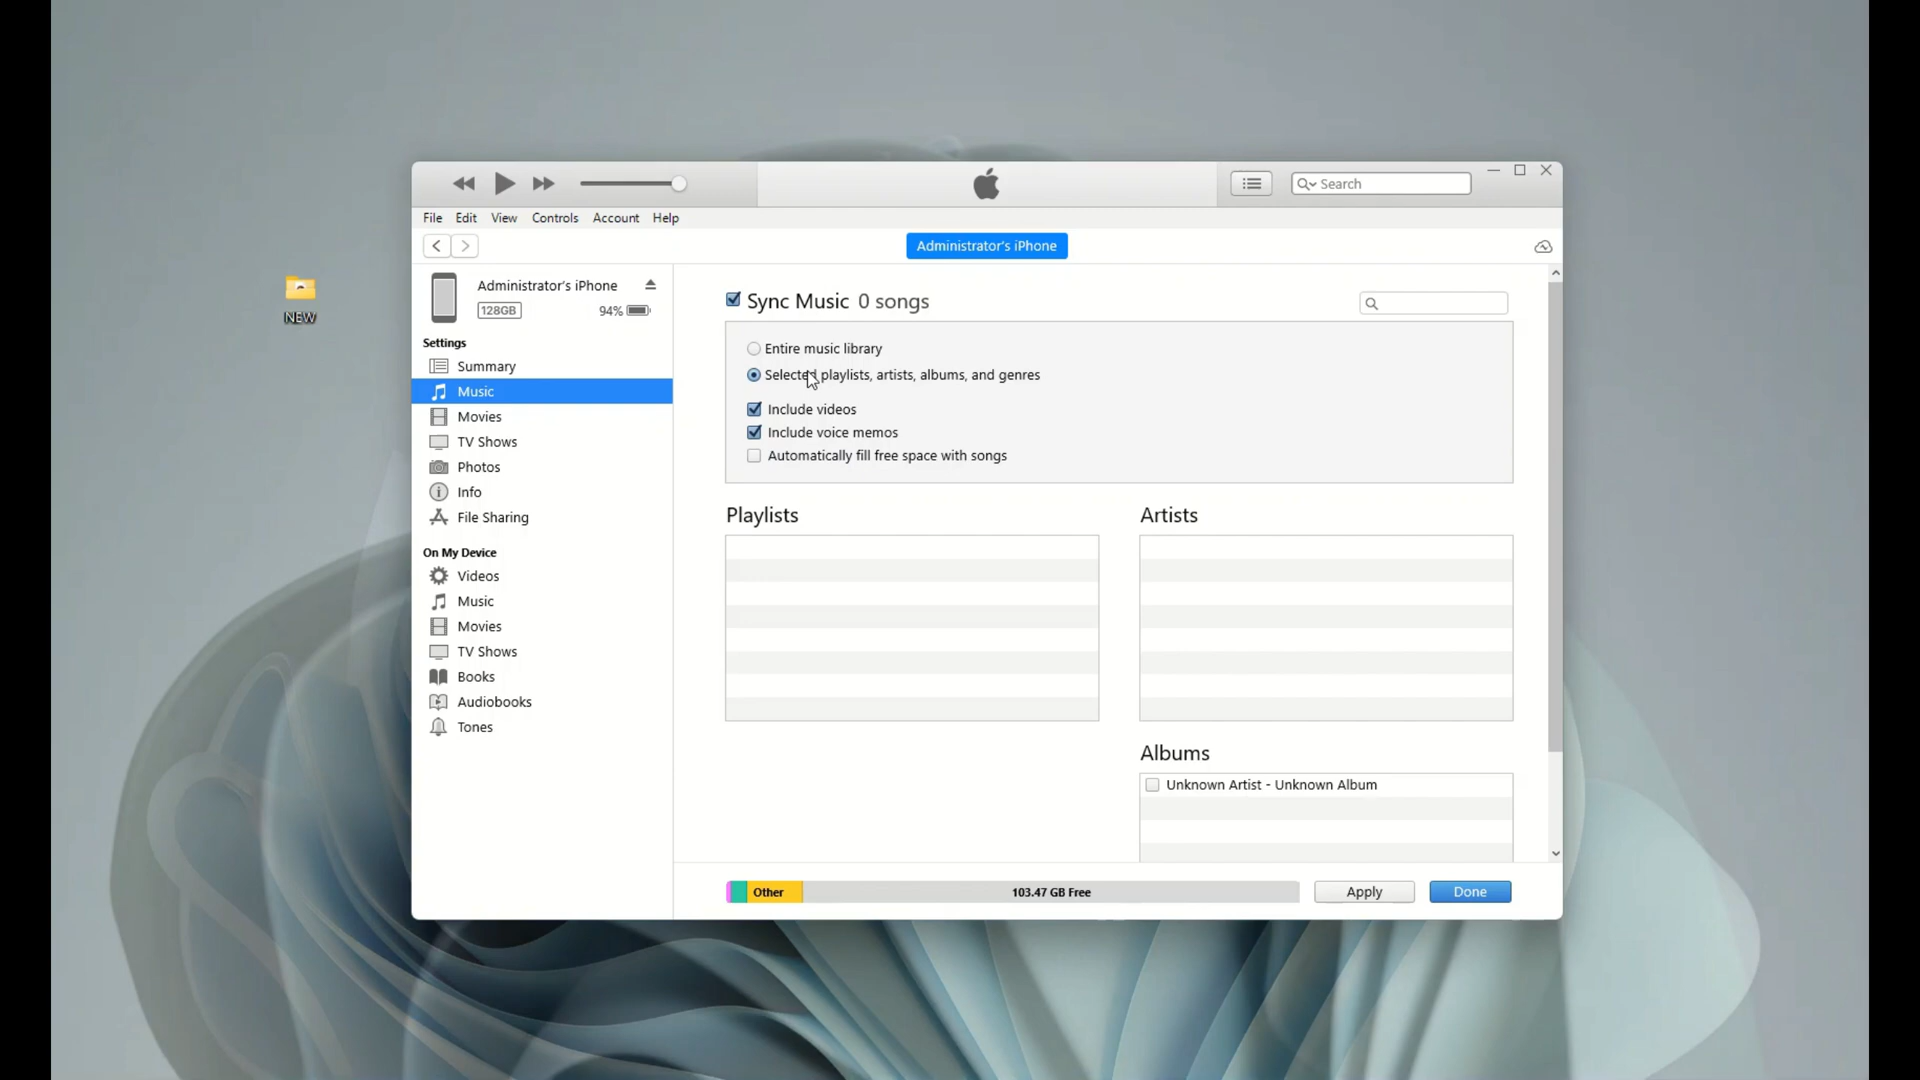 NEW
Search
File Edit View Controls Account Help
Administrator's iPhone
Administrator's iPhone
128GB 94%
Settings
Summary
Music
Movies
TV Shows
Photos
Info
File Sharing
On My Device
Videos
Music
Movies
TV Shows
Books
Audiobooks
Tones
Sync Music 0 songs
Entire music library
Selected playlists, artists, albums, and genres
Include videos
Include voice memos
Automatically fill free space with songs
Playlists
Artists
Albums
Unknown Artist - Unknown Album
Other 103.47 GB Free Apply Done